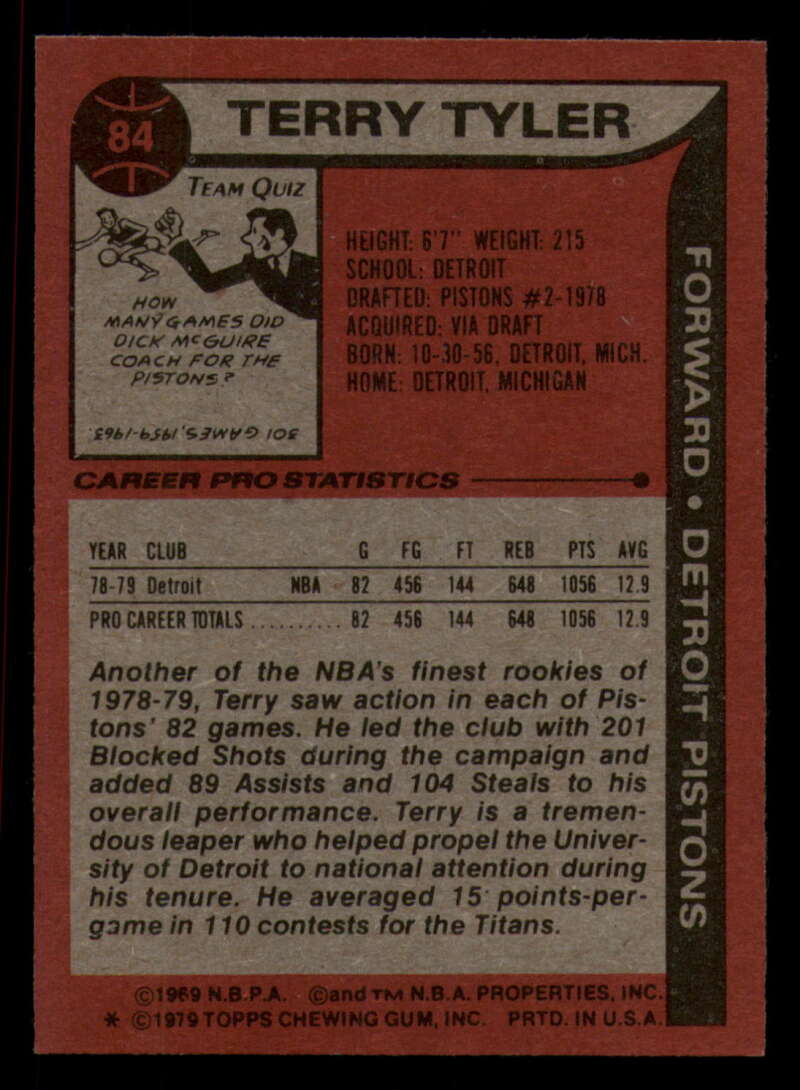 84
TERRY TYLER
TEAM QUIZ
HOW
MANY GAMES DID
DICK McGUIRE
COACH FOR THE
PISTONS?
301 GAMES, 1959-1963.
HEIGHT: 6'7" WEIGHT: 215
SCHOOL: DETROIT
DRAFTED: PISTONS #2-1978
ACQUIRED: VIA DRAFT
BORN: 10-30-56, DETROIT, MICH.
HOME: DETROIT, MICHIGAN
FORWARD • DETROIT PISTONS
CAREER PRO STATISTICS
YEAR CLUB G FG FT REB PTS AVG
78-79 Detroit NBA 82 456 144 648 1056 12.9
PRO CAREER TOTALS .......... 82 456 144 648 1056 12.9
Another of the NBA's finest rookies of
1978-79, Terry saw action in each of Pis-
tons' 82 games. He led the club with 201
Blocked Shots during the campaign and
added 89 Assists and 104 Steals to his
overall performance. Terry is a tremen-
dous leaper who helped propel the Univer-
sity of Detroit to national attention during
his tenure. He averaged 15 points-per-
game in 110 contests for the Titans.
©1969 N.B.P.A. ©and TM N.B.A. PROPERTIES, INC.
* ©1979 TOPPS CHEWING GUM, INC. PRTD. IN U.S.A.